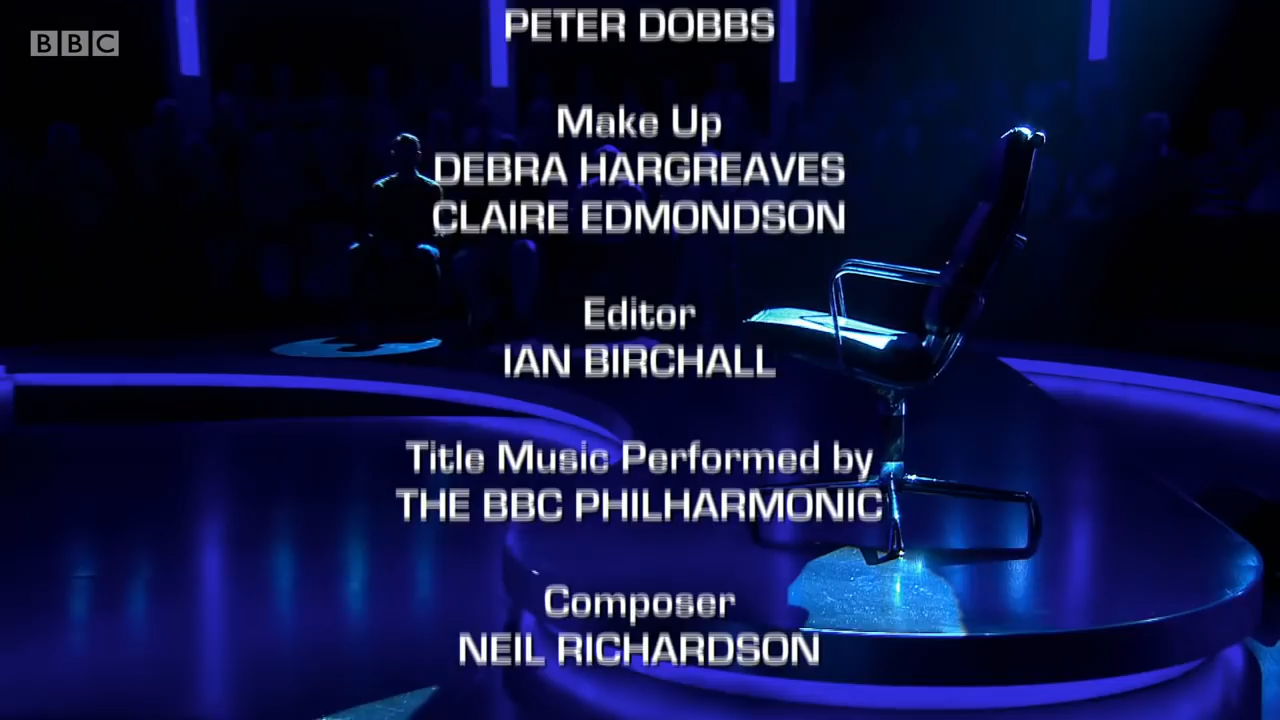 BBC
PETER DOBBS
Make Up
DEBRA HARGREAVES
CLAIRE EDMONDSON
Editor
IAN BIRCHALL
Title Music Performed by
THE BBC PHILHARMONIC
Composer
NEIL RICHARDSON